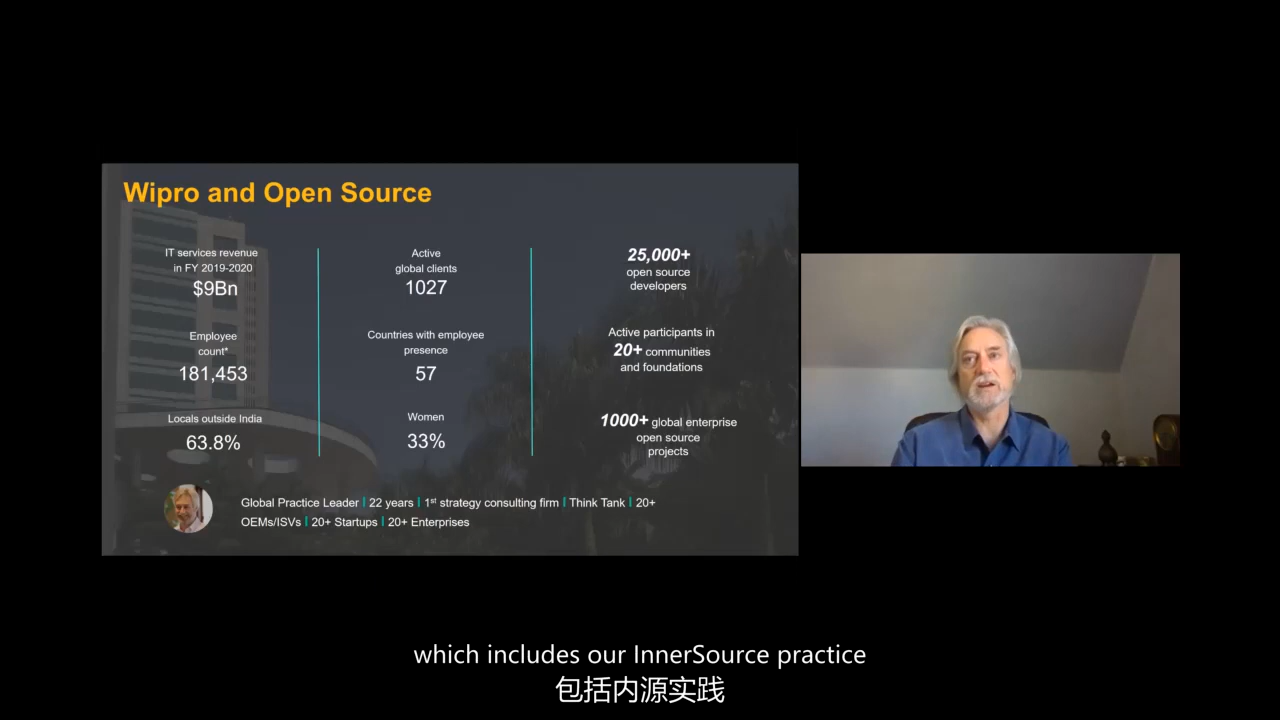 Wipro and Open Source
IT services revenue
in FY 2019-2020
$9Bn
Employee
count*
181,453
Locals outside India
63.8%
Active
global clients
1027
Countries with employee
presence
57
Women
33%
25,000+
open source
developers
Active participants in
20+ communities
and foundations
1000+ global enterprise
open source
projects
Global Practice Leader | 22 years | 1st strategy consulting firm | Think Tank | 20+
OEMs/ISVs | 20+ Startups | 20+ Enterprises
which includes our InnerSource practice
包括内源实践